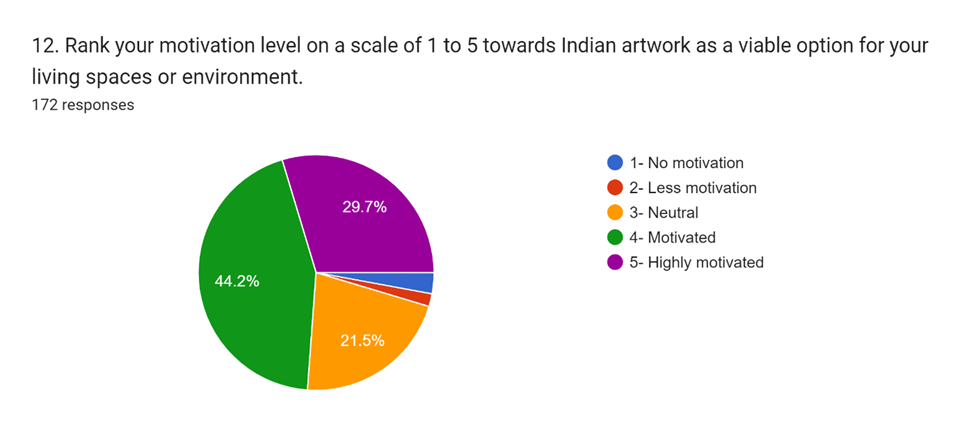 12. Rank your motivation level on a scale of 1 to 5 towards Indian artwork as a viable option for your
living spaces or environment.
172 responses
29.7%
44.2%
21.5%
1- No motivation
2- Less motivation
3- Neutral
4- Motivated
5- Highly motivated